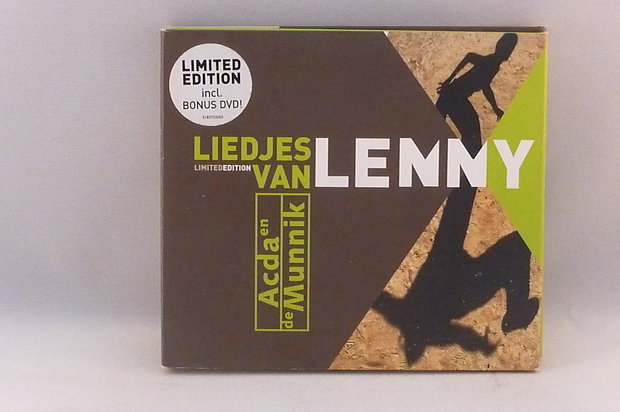 LIMITED
EDITION
incl.
BONUS DVD!
LIEDJES
LIMITEDEDITION VAN
LENNY
Acda en
de Munnik